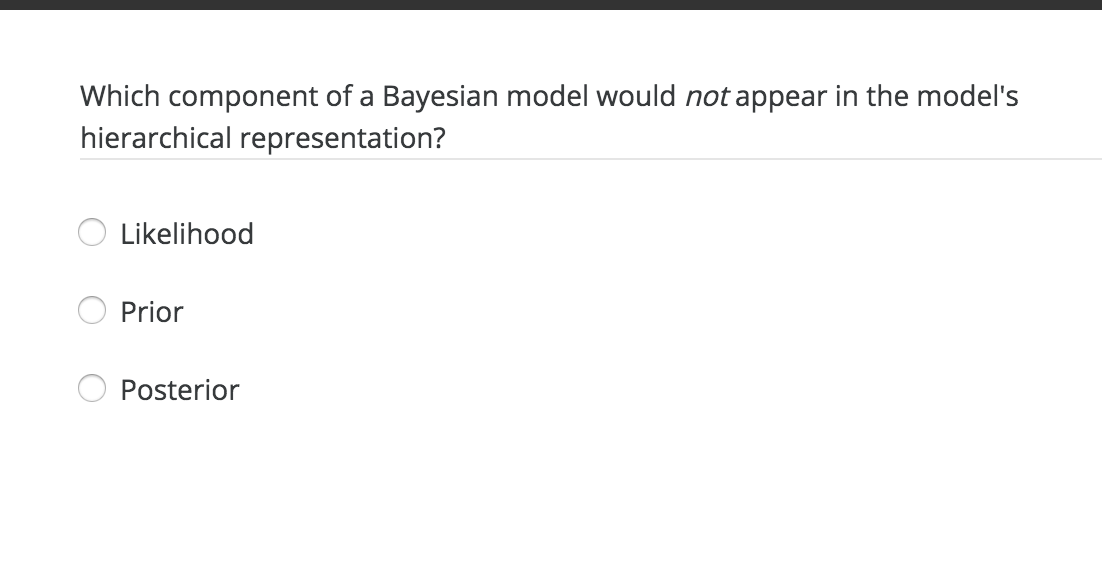 Which component of a Bayesian model would not appear in the model's
hierarchical representation?
Likelihood
Prior
Posterior